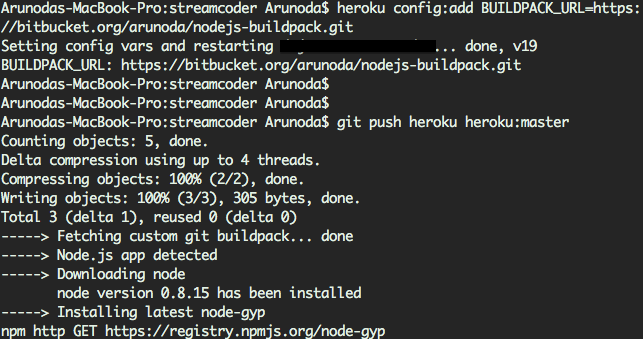 Arunodas-MacBook-Pro:streamcoder Arunoda$ heroku config:add BUILDPACK_URL=https:
//bitbucket.org/arunoda/nodejs-buildpack.git
Setting config vars and restarting ... done, v19
BUILDPACK_URL: https://bitbucket.org/arunoda/nodejs-buildpack.git
Arunodas-MacBook-Pro:streamcoder Arunoda$
Arunodas-MacBook-Pro:streamcoder Arunoda$
Arunodas-MacBook-Pro:streamcoder Arunoda$ git push heroku heroku:master
Counting objects: 5, done.
Delta compression using up to 4 threads.
Compressing objects: 100% (2/2), done.
Writing objects: 100% (3/3), 305 bytes, done.
Total 3 (delta 1), reused 0 (delta 0)
-----> Fetching custom git buildpack... done
-----> Node.js app detected
-----> Downloading node
node version 0.8.15 has been installed
-----> Installing latest node-gyp
npm http GET https://registry.npmjs.org/node-gyp